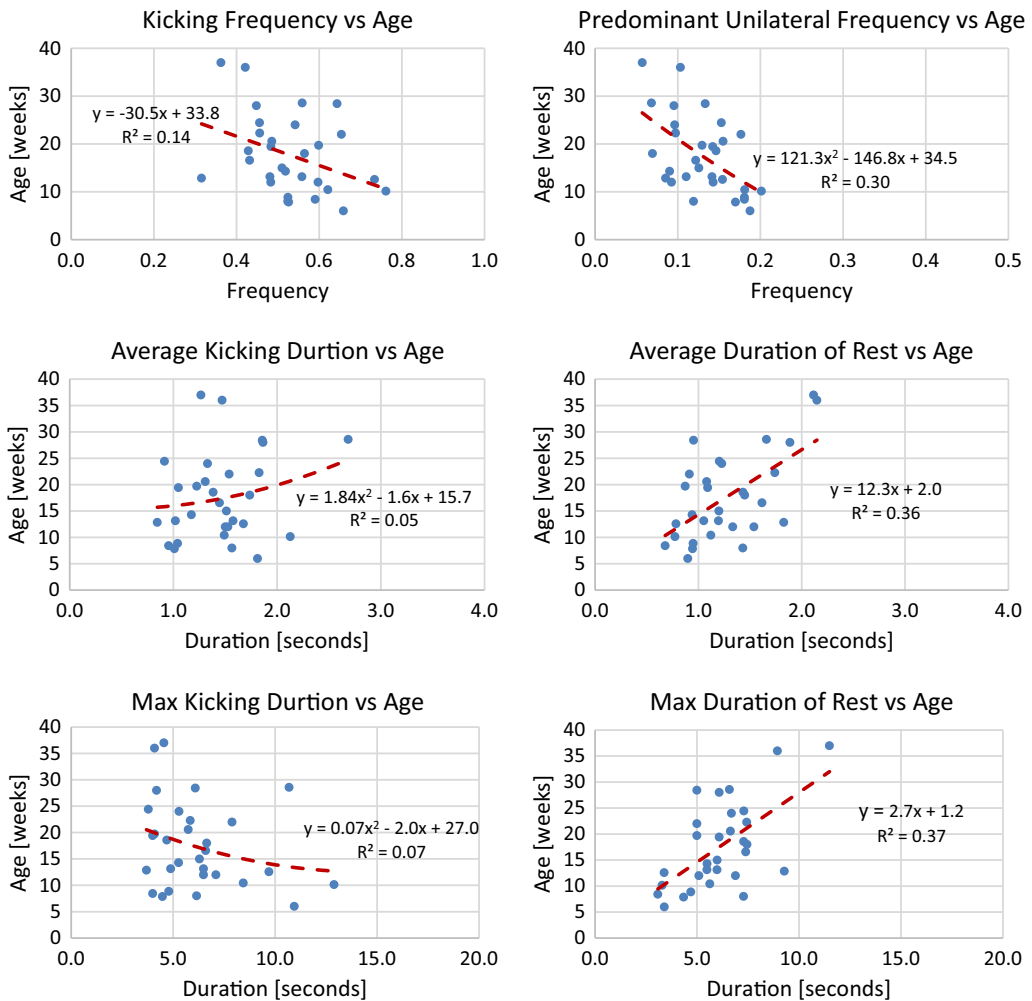 Kicking Frequency vs Age
Age [weeks]
40
30
20
10
0
y = -30.5x + 33.8
R² = 0.14
0.0 0.2 0.4 0.6 0.8 1.0
Frequency
Predominant Unilateral Frequency vs Age
Age [weeks]
40
30
20
10
0
y = 121.3x² - 146.8x + 34.5
R² = 0.30
0.0 0.1 0.2 0.3 0.4 0.5
Frequency
Average Kicking Durtion vs Age
Age [weeks]
40
35
30
25
20
15
10
5
0
y = 1.84x² - 1.6x + 15.7
R² = 0.05
0.0 1.0 2.0 3.0 4.0
Duration [seconds]
Average Duration of Rest vs Age
Age [weeks]
40
35
30
25
20
15
10
5
0
y = 12.3x + 2.0
R² = 0.36
0.0 1.0 2.0 3.0 4.0
Duration [seconds]
Max Kicking Durtion vs Age
Age [weeks]
40
35
30
25
20
15
10
5
0
y = 0.07x² - 2.0x + 27.0
R² = 0.07
0.0 5.0 10.0 15.0 20.0
Duration [seconds]
Max Duration of Rest vs Age
Age [weeks]
40
35
30
25
20
15
10
5
0
y = 2.7x + 1.2
R² = 0.37
0.0 5.0 10.0 15.0 20.0
Duration [seconds]